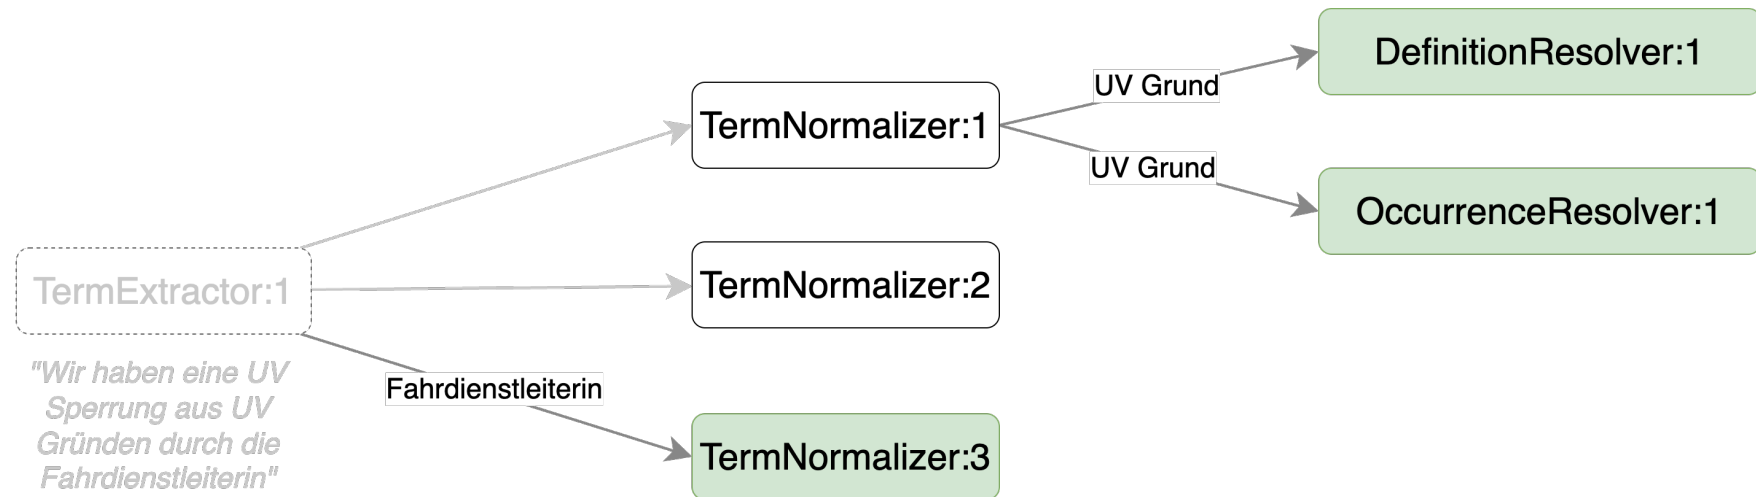 DefinitionResolver:1
UV Grund
TermNormalizer:1
UV Grund
OccurrenceResolver:1
TermExtractor:1
TermNormalizer:2
"Wir haben eine UV
Sperrung aus UV
Gründen durch die
Fahrdienstleiterin"
Fahrdienstleiterin
TermNormalizer:3